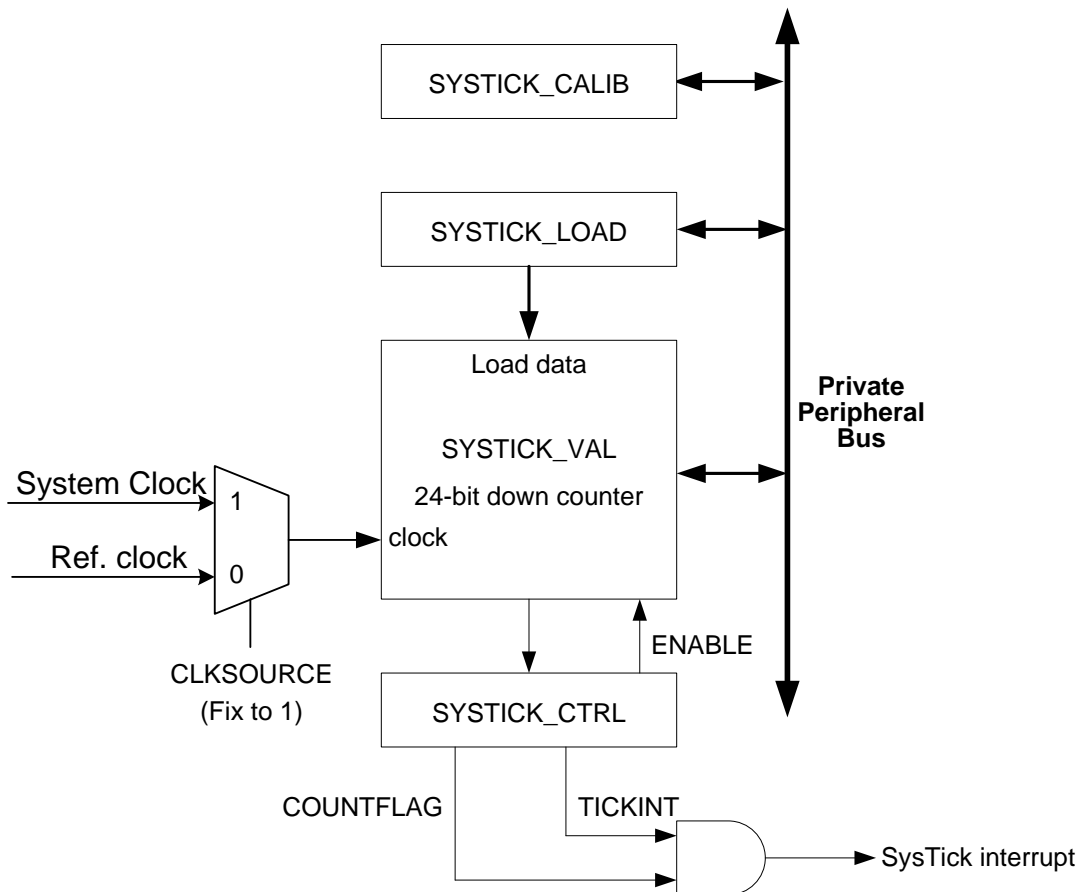 SYSTICK_CALIB
SYSTICK_LOAD
Load data
Private
Peripheral
Bus
SYSTICK_VAL
System Clock
1
24-bit down counter
clock
Ref. clock
0
ENABLE
CLKSOURCE
(Fix to 1)
SYSTICK_CTRL
COUNTFLAG
TICKINT
SysTick interrupt